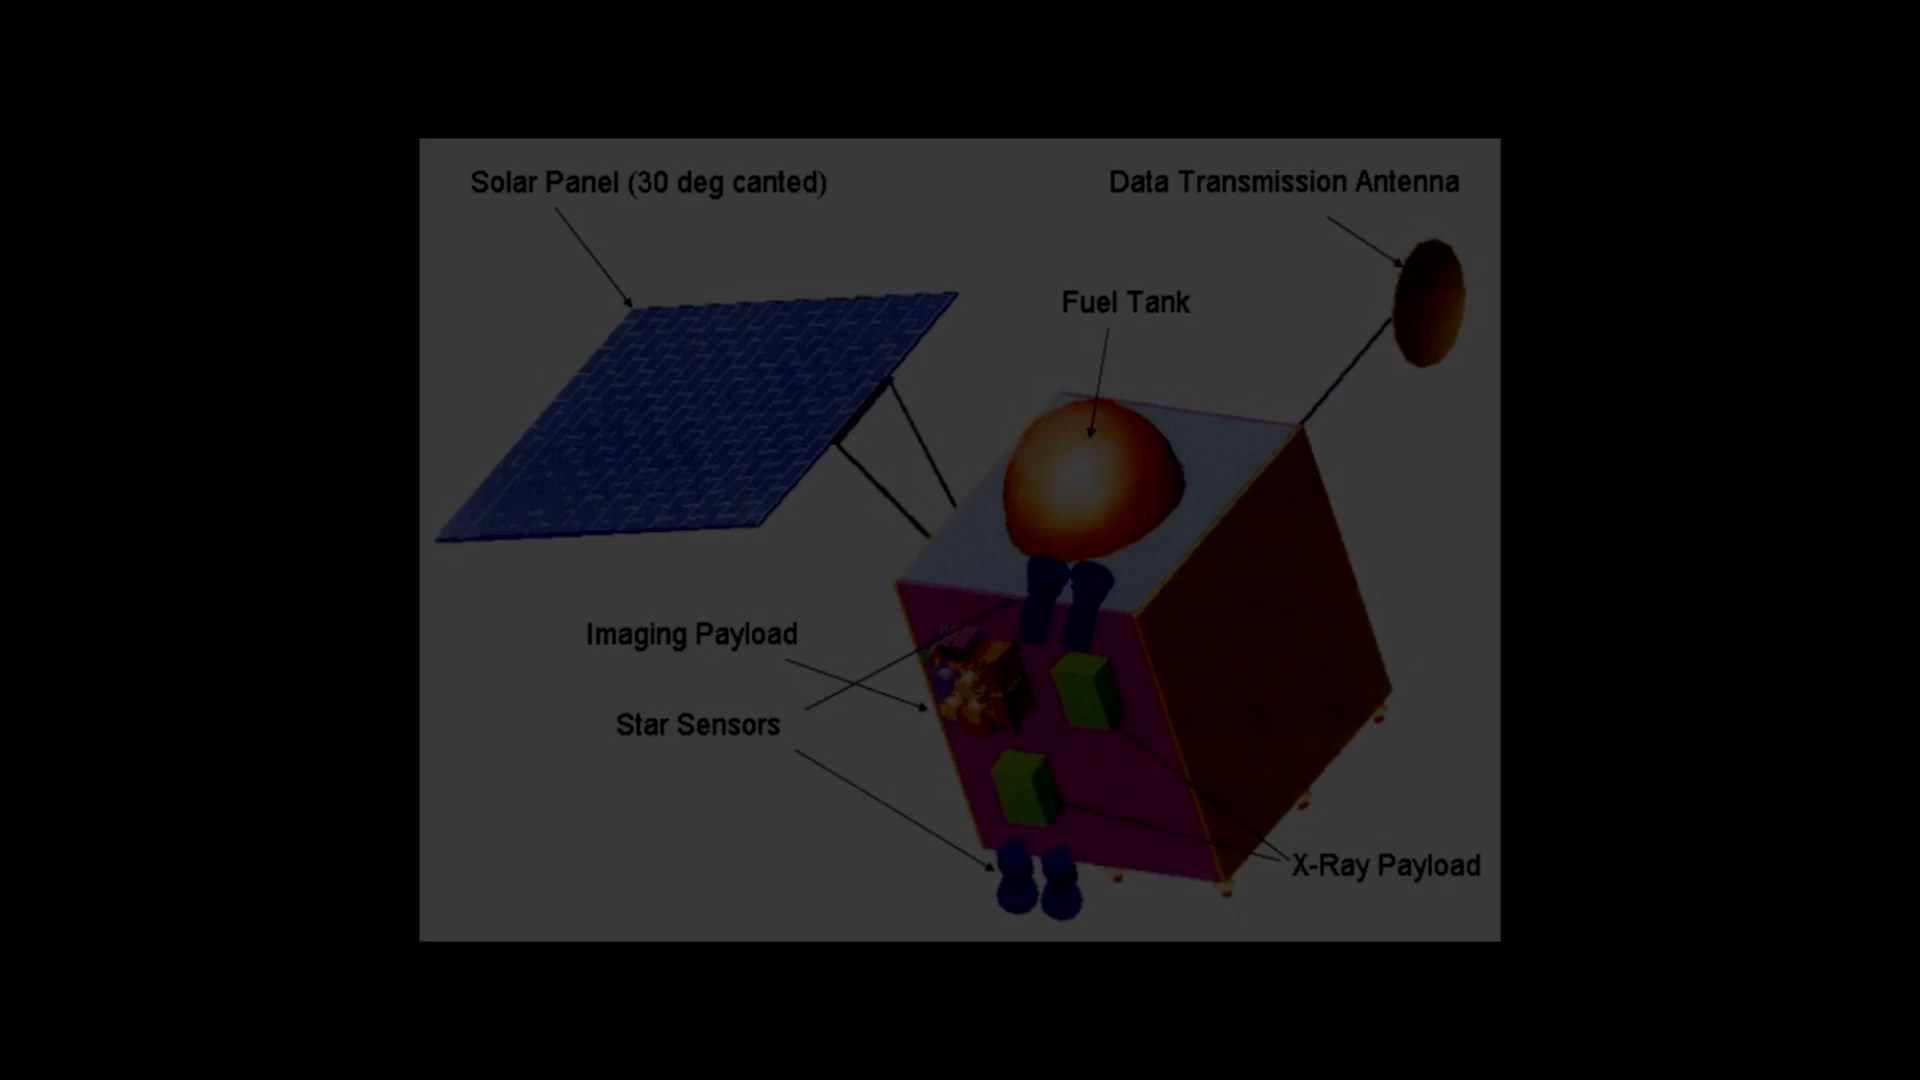 Solar Panel (30 deg canted)
Data Transmission Antenna
Fuel Tank
Imaging Payload
Star Sensors
X-Ray Payload